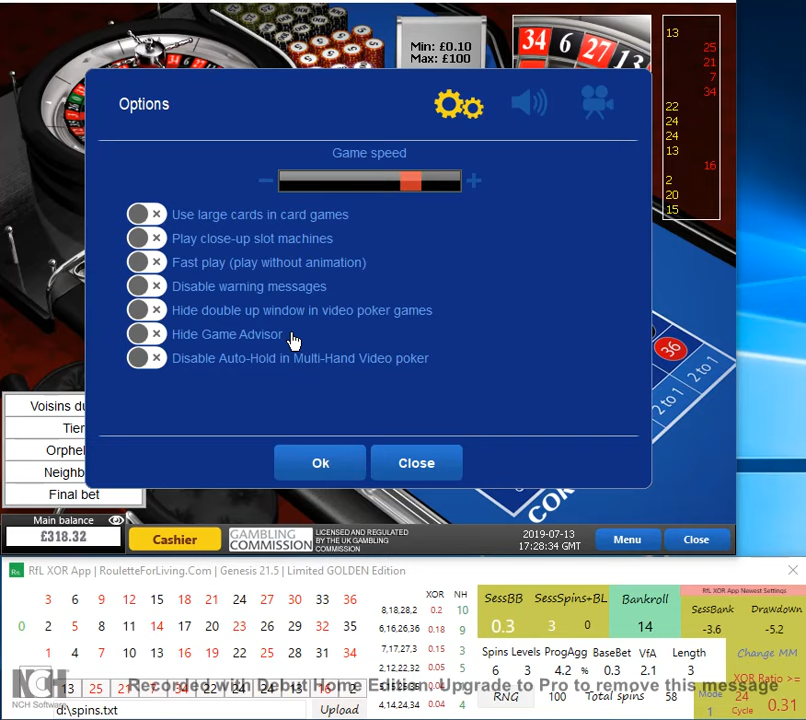 Min: £0.10
Max: £100
34 6 27 13
13
25
21
7
34
22
24
24
13
16
2
20
15
Options
Game speed
Use large cards in card games
Play close-up slot machines
Fast play (play without animation)
Disable warning messages
Hide double up window in video poker games
Hide Game Advisor
Disable Auto-Hold in Multi-Hand Video poker
Ok
Close
36
2 to 1
2 to 1
Voisins du
Tier
Orphel
Neighb
Final bet
Main balance
£318.32
Cashier
GAMBLING COMMISSION
LICENSED AND REGULATED BY THE UK GAMBLING COMMISSION
2019-07-13
17:28:34 GMT
Menu
Close
RfL XOR App | RouletteForLiving.Com | Genesis 21.5 | Limited GOLDEN Edition
3 6 9 12 15 18 21 24 27 30 33 36
0 2 5 8 11 14 17 20 23 26 29 32 35
1 4 7 10 13 16 19 22 25 28 31 34
XOR NH
8,18,28,2 0.2 10
6,16,26,36 0.18 9
7,17,27,3 0.15 3
2,12,22,32 0.05 5
0.05
4,14,24,34 0.04
SessBB
0.3
SessSpins+BL
3 0
Bankroll
14
RfL XOR App Newest Settings
SessBank
-3.6
Drawdown
-5.2
Change MM
XOR Ratio >=
0.31
Mode
1
24
Cycle
Spins Levels ProgAgg BaseBet VfA Length
6 3 4.2 % 0.3 2.1 3
RNG 100 Total spins 58
NCH
NCH Software
Recorded with Debut Home Edition. Upgrade to Pro to remove this message
d:\spins.txt
Upload